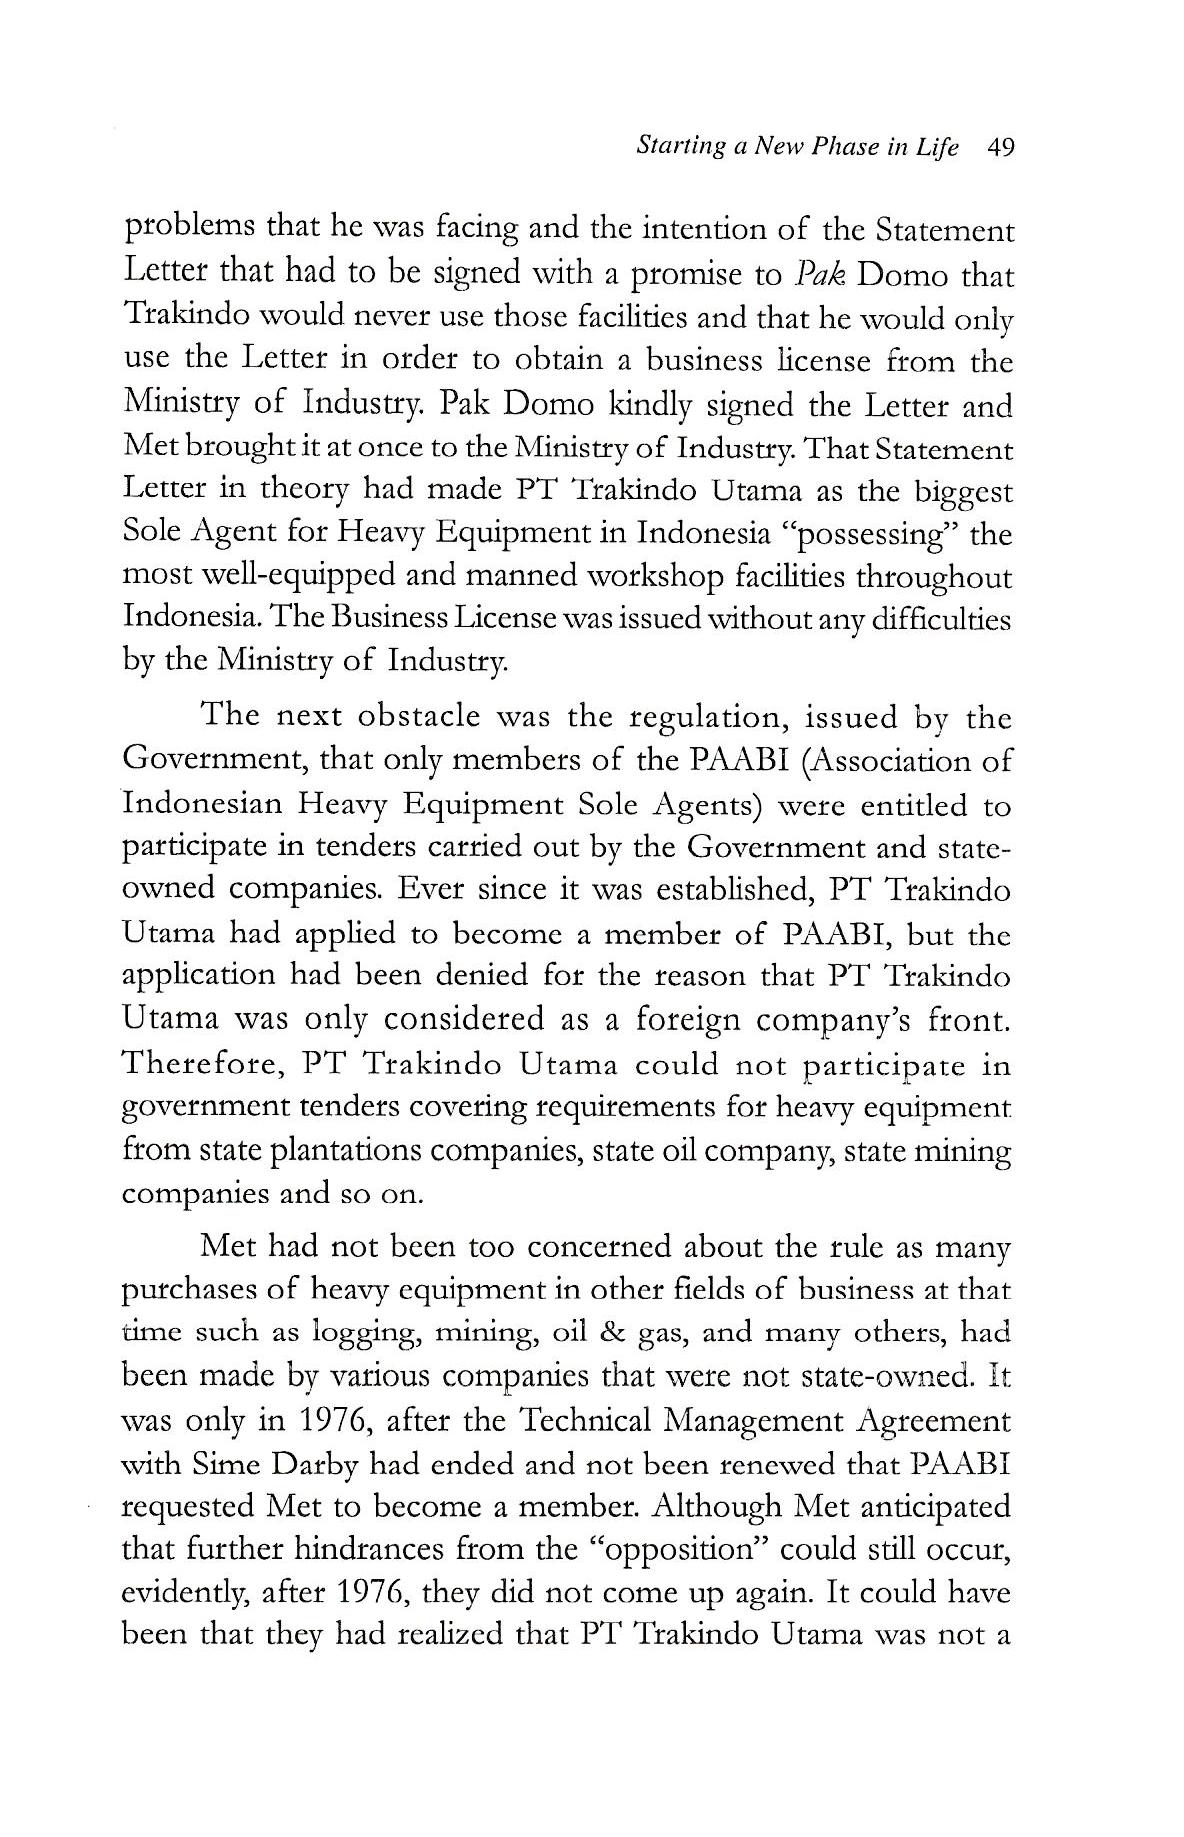 Starting a New Phase in Life 49
problems that he was facing and the intention of the Statement
Letter that had to be signed with a promise to Pak Domo that
Trakindo would never use those facilities and that he would only
use the Letter in order to obtain a business license from the
Ministry of Industry. Pak Domo kindly signed the Letter and
Met brought it at once to the Ministry of Industry. That Statement
Letter in theory had made PT Trakindo Utama as the biggest
Sole Agent for Heavy Equipment in Indonesia “possessing” the
most well-equipped and manned workshop facilities throughout
Indonesia. The Business License was issued without any difficulties
by the Ministry of Industry.
The next obstacle was the regulation, issued by the
Government, that only members of the PAABI (Association of
Indonesian Heavy Equipment Sole Agents) were entitled to
participate in tenders carried out by the Government and state-
owned companies. Ever since it was established, PT Trakindo
Utama had applied to become a member of PAABI, but the
application had been denied for the reason that PT Trakindo
Utama was only considered as a foreign company’s front.
Therefore, PT Trakindo Utama could not participate in
government tenders covering requirements for heavy equipment
from state plantations companies, state oil company, state mining
companies and so on.
Met had not been too concerned about the rule as many
purchases of heavy equipment in other fields of business at that
time such as logging, mining, oil & gas, and many others, had
been made by various companies that were not state-owned. It
was only in 1976, after the Technical Management Agreement
with Sime Darby had ended and not been renewed that PAABI
requested Met to become a member. Although Met anticipated
that further hindrances from the “opposition” could still occur,
evidently, after 1976, they did not come up again. It could have
been that they had realized that PT Trakindo Utama was not a